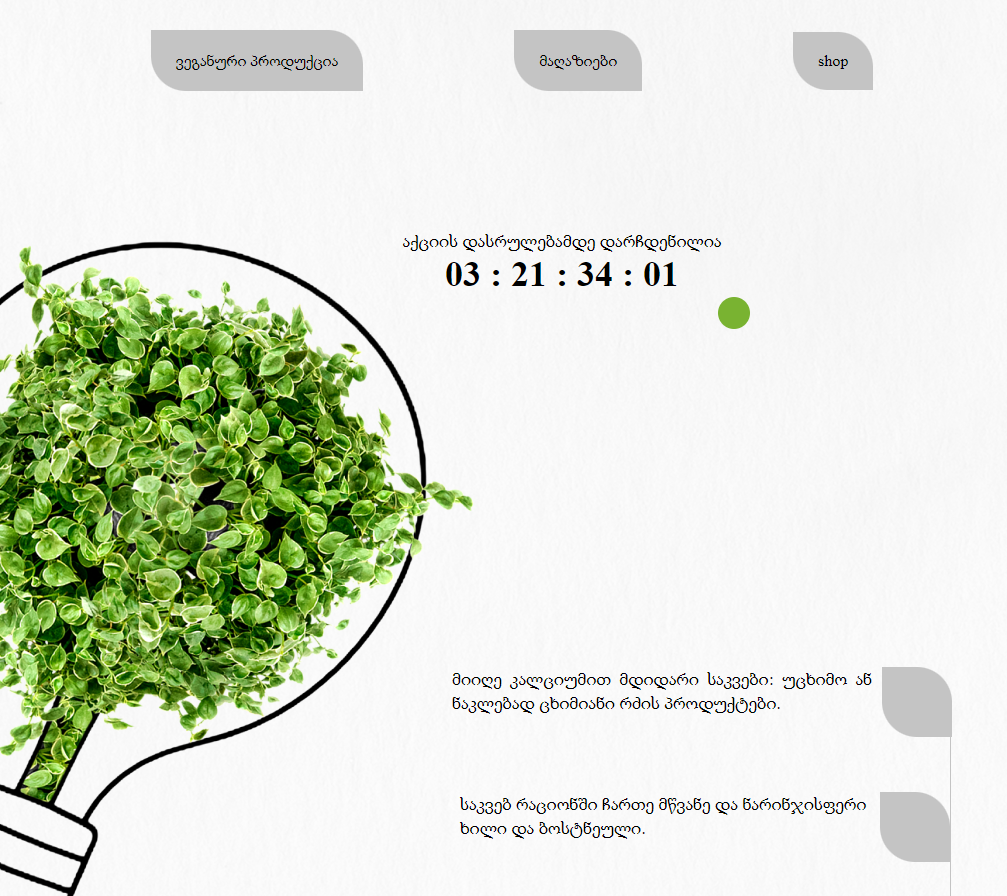 ვეგანური პროდუქცია
მაღაზიები
shop
აქციის დასრულებამდე დარჩდენილია
03 : 21 : 34 : 01
მიიღე კალციუმით მდიდარი საკვები: უცხიმო ან
ნაკლებად ცხიმიანი რძის პროდუქტები.
საკვებ რაციონში ჩართე მწვანე და ნარინჯისფერი
ხილი და ბოსტნეული.